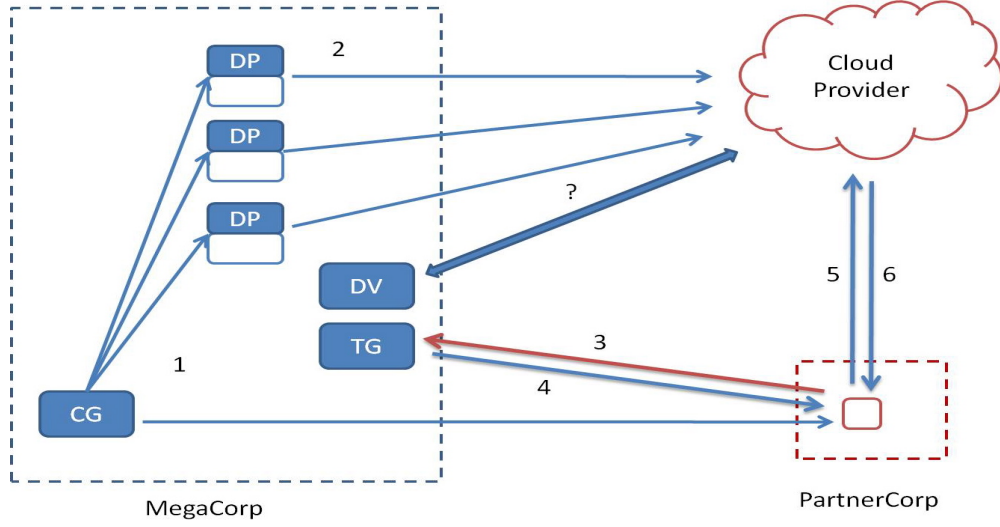 2
DP
DP
DP
Cloud
Provider
?
DV
TG
3
4
5
6
1
CG
MegaCorp
PartnerCorp